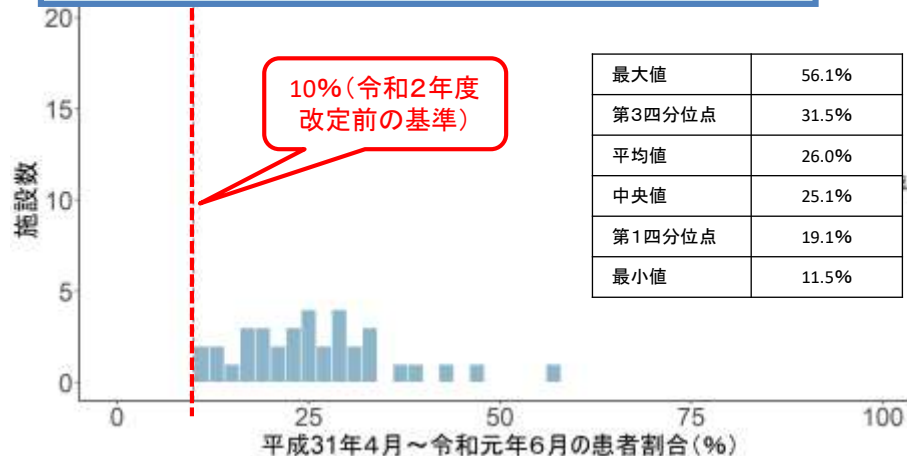 20
15
10
5
0
施設数
10%(令和2年度
改定前の基準)
最大値 56.1%
第3四分位点 31.5%
平均値 26.0%
中央値 25.1%
第1四分位点 19.1%
最小値 11.5%
0 25 50 75 100
平成31年4月～令和元年6月の患者割合(%)